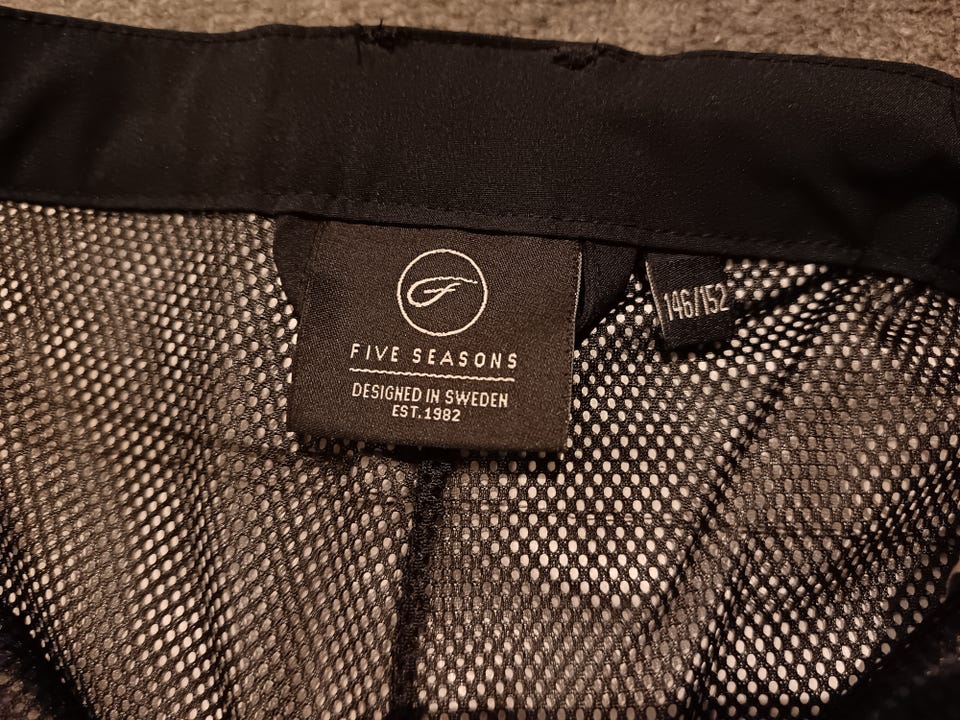 FIVE SEASONS
DESIGNED IN SWEDEN
EST.1982
146/152